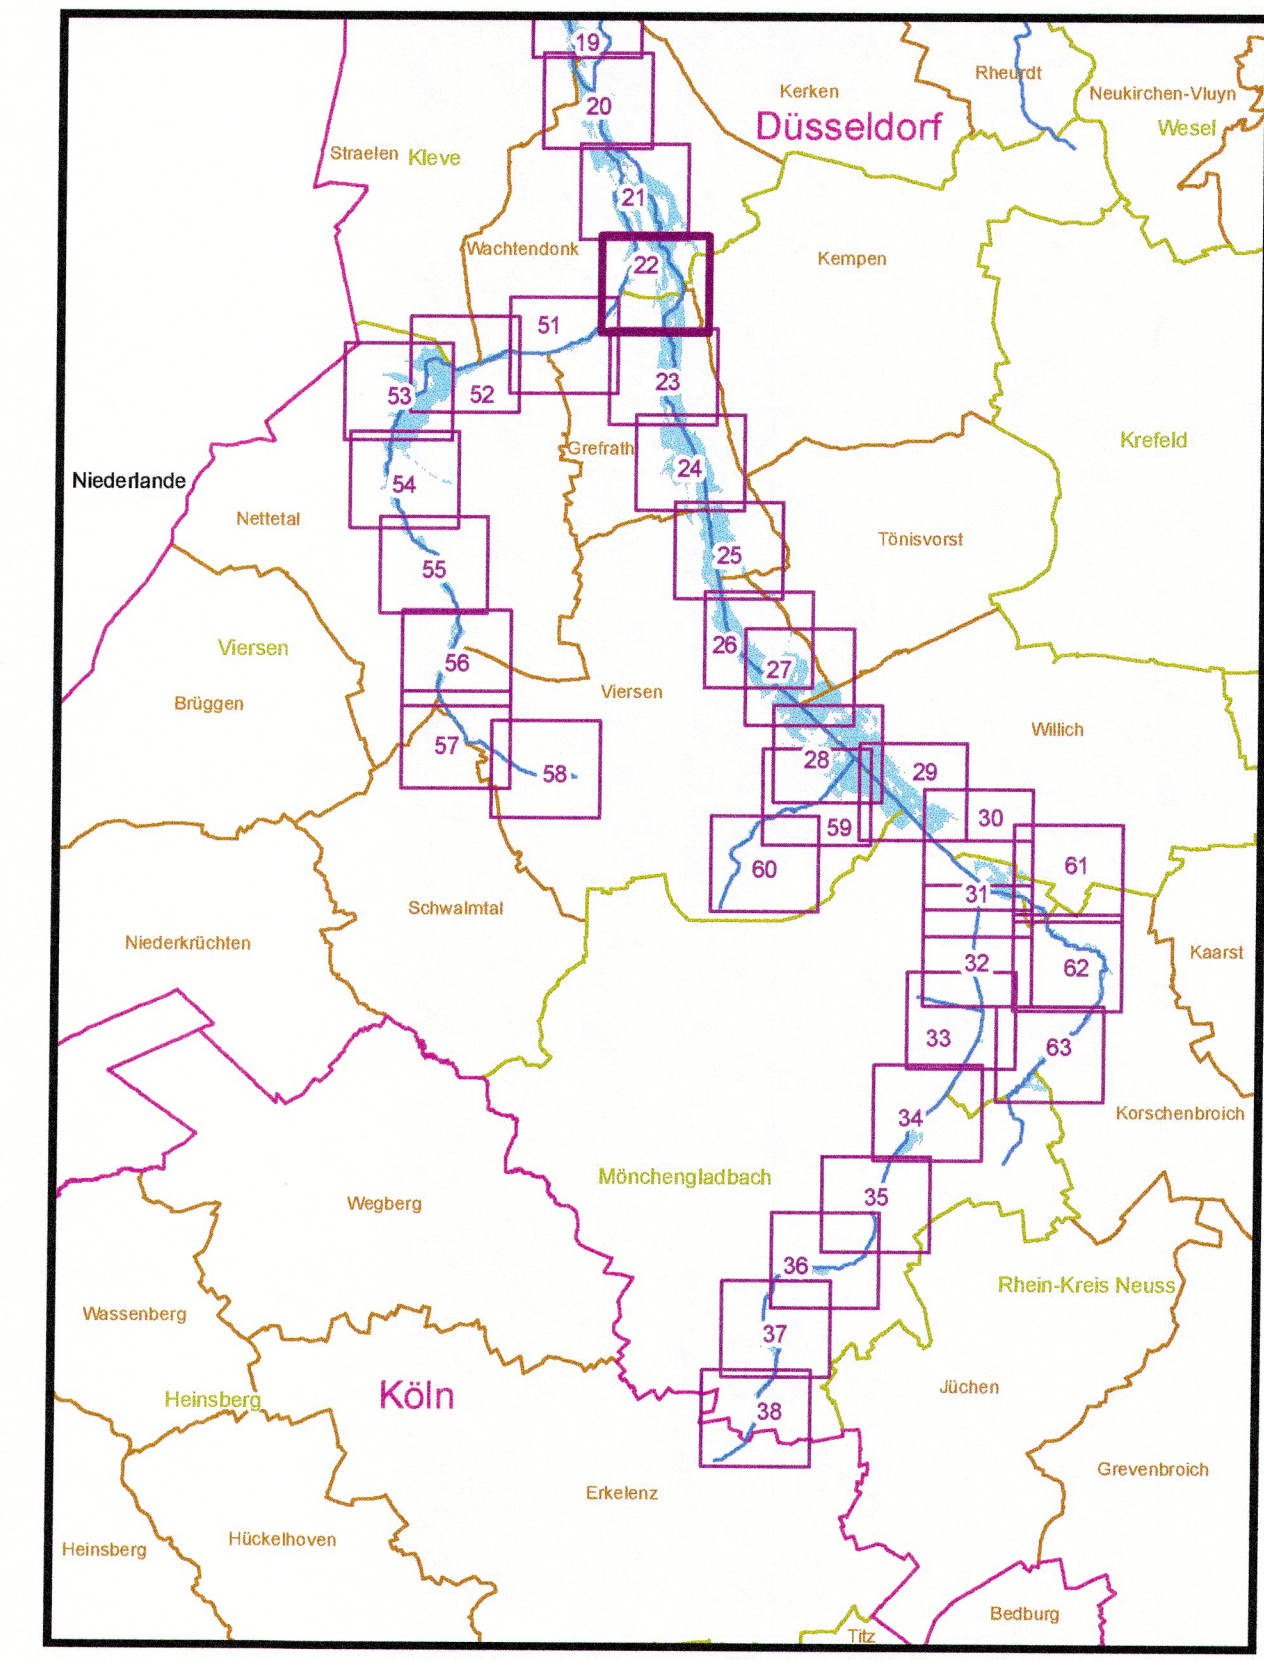 19
Rheurdt
Kerken
Neukirchen-Vluyn
20
Düsseldorf
Wesel
Straelen
Kleve
21
Wachtendonk
22
Kempen
51
53
52
23
Krefeld
Grefrath
24
Niederlande
54
Nettetal
Tönisvorst
25
55
Viersen
26
56
27
Brüggen
Viersen
Willich
57
28
58
29
30
59
60
61
31
Schwalmtal
Niederkrüchten
Kaarst
32
62
33
63
34
Korschenbroich
Mönchengladbach
Wegberg
35
36
Rhein-Kreis Neuss
Wassenberg
37
Heinsberg
Köln
Jüchen
38
Grevenbroich
Erkelenz
Hückelhoven
Heinsberg
Bedburg
Titz